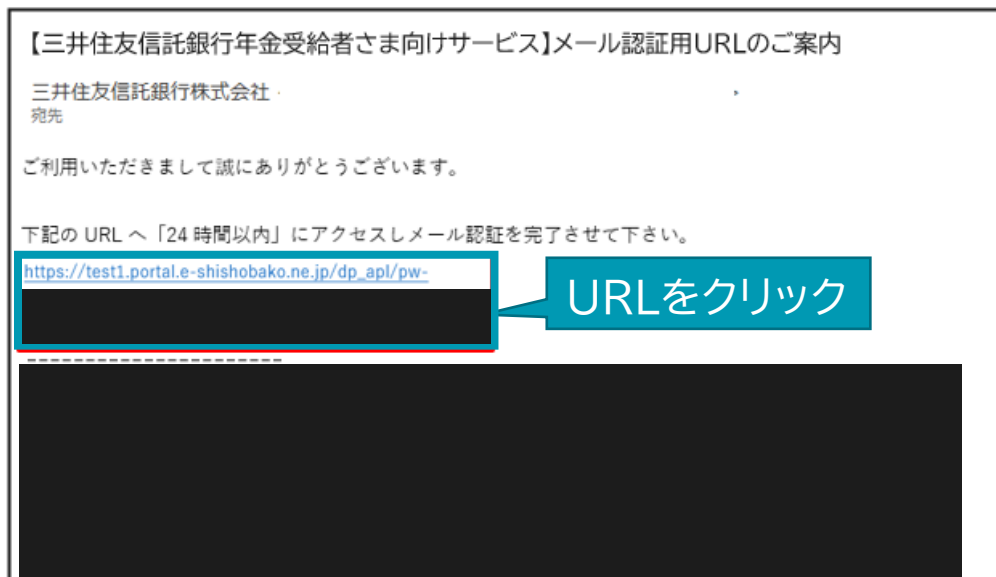 【三井住友信託銀行年金受給者さま向けサービス】メール認証用URLのご案内
三井住友信託銀行株式会社
宛先
ご利用いただきまして誠にありがとうございます。
下記の URL へ「24 時間以内」にアクセスしメール認証を完了させて下さい。
https://test1.portal.e-shishobako.ne.jp/dp_apl/pw-
URLをクリック
-----------------------